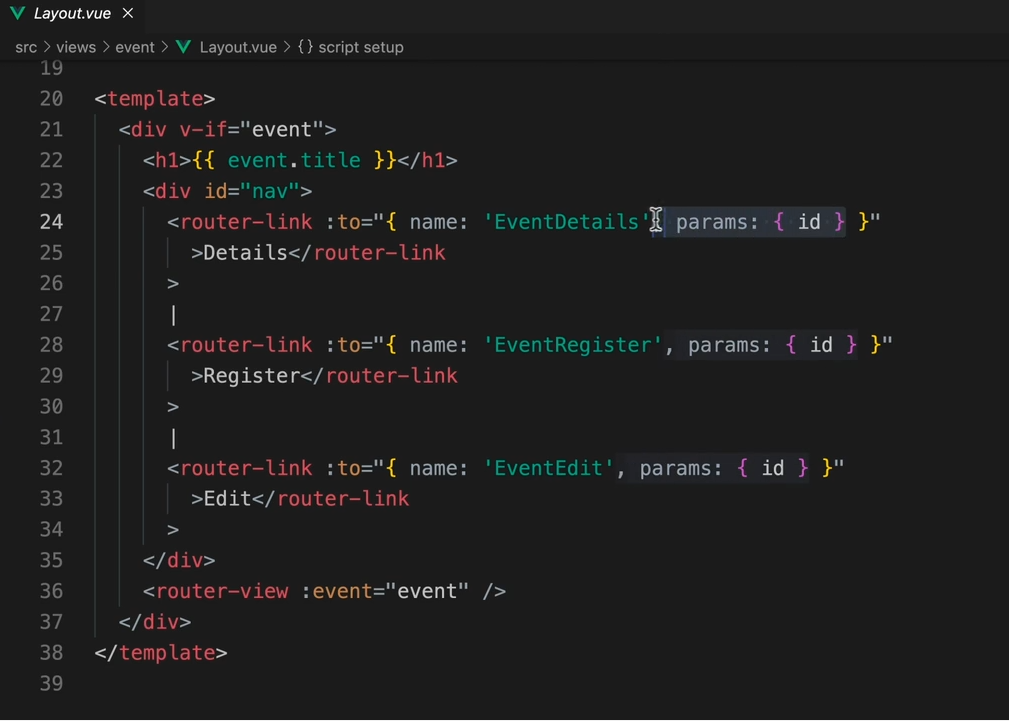 Layout.vue ×
src > views > event > Layout.vue > {} script setup
19
20 <template>
21 <div v-if="event">
22 <h1>{{ event.title }}</h1>
23 <div id="nav">
24 <router-link :to="{ name: 'EventDetails', params: { id } }"
25 >Details</router-link
26 >
27 |
28 <router-link :to="{ name: 'EventRegister', params: { id } }"
29 >Register</router-link
30 >
31 |
32 <router-link :to="{ name: 'EventEdit', params: { id } }"
33 >Edit</router-link
34 >
35 </div>
36 <router-view :event="event" />
37 </div>
38 </template>
39